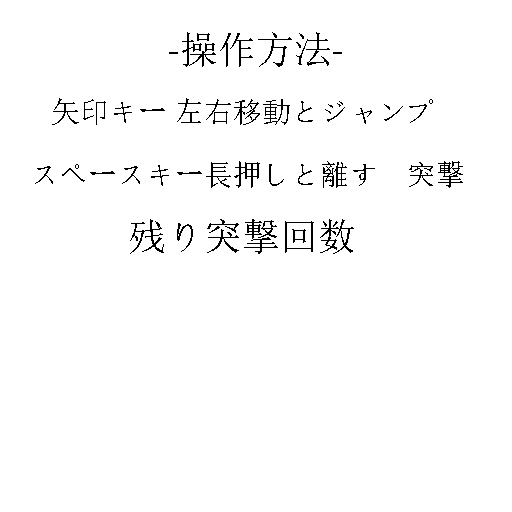 -操作方法-
矢印キー 左右移動とジャンプ
スペースキー長押しと離す　突撃
残り突撃回数